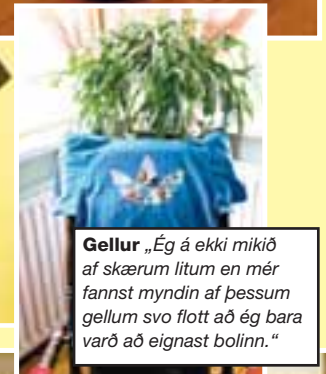 Gellur „Ég á ekki mikið
af skærum litum en mér
fannst myndin af þessum
gellum svo flott að ég bara
varð að eignast bolinn.“